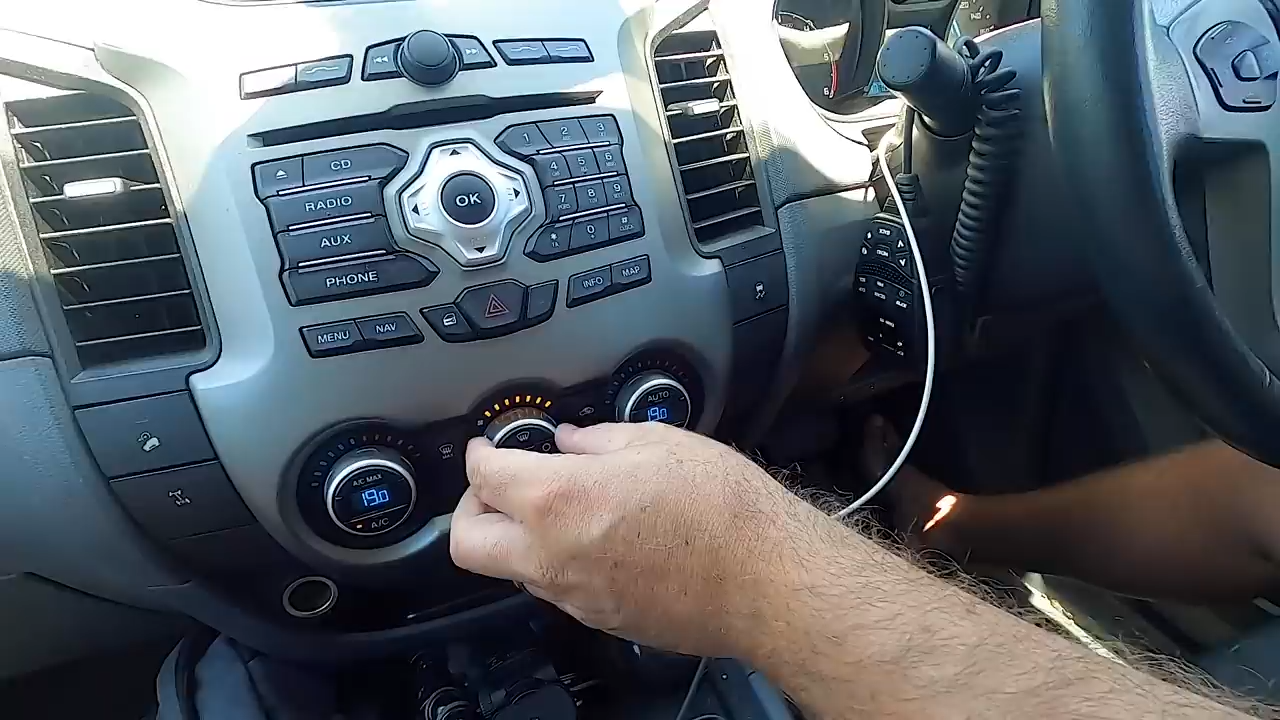 CD
RADIO
AUX
PHONE
OK
1 2 3
4 5 6
7 8 9
* 0
INFO MAP
MENU NAV
A/C MAX
19.0
A/C
AUTO
19.0